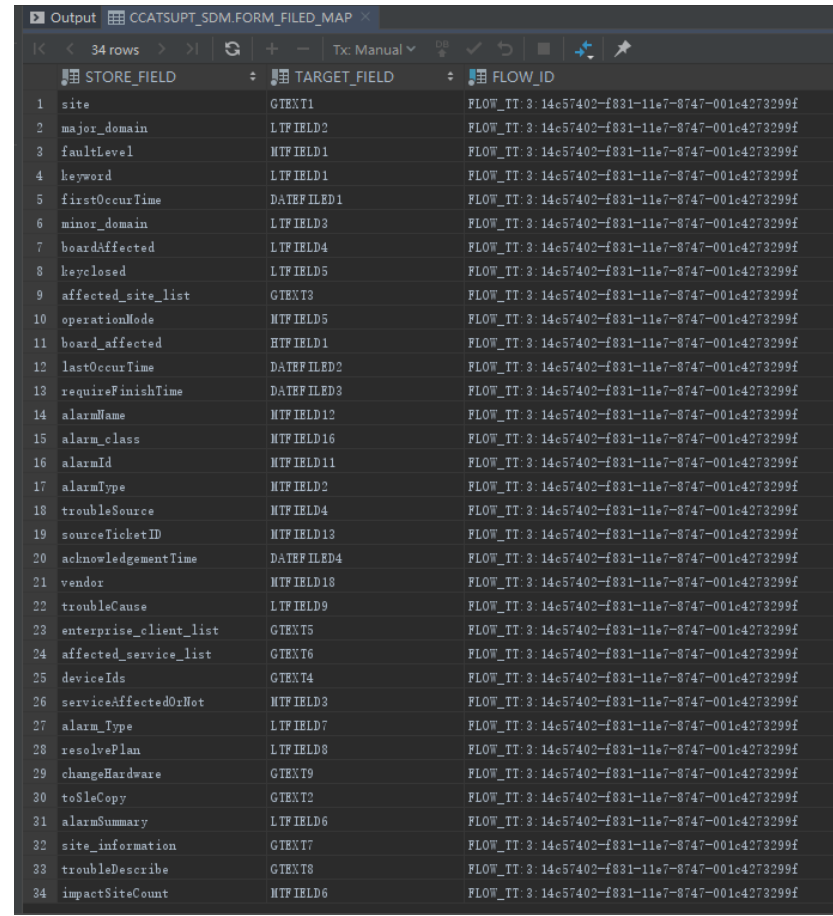 Output CCATSUPT_SDM.FORM_FILED_MAP
34 rows Tx: Manual DB
STORE_FIELD TARGET_FIELD FLOW_ID
1 site GTEXT1 FLOW_TT:3:14c57402-f831-11e7-8747-001c4273299f
2 major_domain LTFIELD2 FLOW_TT:3:14c57402-f831-11e7-8747-001c4273299f
3 faultLevel MTFIELD1 FLOW_TT:3:14c57402-f831-11e7-8747-001c4273299f
4 keyword LTFIELD1 FLOW_TT:3:14c57402-f831-11e7-8747-001c4273299f
5 firstOccurTime DATEFILED1 FLOW_TT:3:14c57402-f831-11e7-8747-001c4273299f
6 minor_domain LTFIELD3 FLOW_TT:3:14c57402-f831-11e7-8747-001c4273299f
7 boardAffected LTFIELD4 FLOW_TT:3:14c57402-f831-11e7-8747-001c4273299f
8 keyclosed LTFIELD5 FLOW_TT:3:14c57402-f831-11e7-8747-001c4273299f
9 affected_site_list GTEXT3 FLOW_TT:3:14c57402-f831-11e7-8747-001c4273299f
10 operationMode MTFIELD5 FLOW_TT:3:14c57402-f831-11e7-8747-001c4273299f
11 board_affected HTFIELD1 FLOW_TT:3:14c57402-f831-11e7-8747-001c4273299f
12 lastOccurTime DATEFILED2 FLOW_TT:3:14c57402-f831-11e7-8747-001c4273299f
13 requireFinishTime DATEFILED3 FLOW_TT:3:14c57402-f831-11e7-8747-001c4273299f
14 alarmName MTFIELD12 FLOW_TT:3:14c57402-f831-11e7-8747-001c4273299f
15 alarm_class MTFIELD16 FLOW_TT:3:14c57402-f831-11e7-8747-001c4273299f
16 alarmId MTFIELD11 FLOW_TT:3:14c57402-f831-11e7-8747-001c4273299f
17 alarmType MTFIELD2 FLOW_TT:3:14c57402-f831-11e7-8747-001c4273299f
18 troubleSource MTFIELD4 FLOW_TT:3:14c57402-f831-11e7-8747-001c4273299f
19 sourceTicketID MTFIELD13 FLOW_TT:3:14c57402-f831-11e7-8747-001c4273299f
20 acknowledgementTime DATEFILED4 FLOW_TT:3:14c57402-f831-11e7-8747-001c4273299f
21 vendor MTFIELD18 FLOW_TT:3:14c57402-f831-11e7-8747-001c4273299f
22 troubleCause LTFIELD9 FLOW_TT:3:14c57402-f831-11e7-8747-001c4273299f
23 enterprise_client_list GTEXT5 FLOW_TT:3:14c57402-f831-11e7-8747-001c4273299f
24 affected_service_list GTEXT6 FLOW_TT:3:14c57402-f831-11e7-8747-001c4273299f
25 deviceIds GTEXT4 FLOW_TT:3:14c57402-f831-11e7-8747-001c4273299f
26 serviceAffectedOrNot MTFIELD3 FLOW_TT:3:14c57402-f831-11e7-8747-001c4273299f
27 alarm_Type LTFIELD7 FLOW_TT:3:14c57402-f831-11e7-8747-001c4273299f
28 resolvePlan LTFIELD8 FLOW_TT:3:14c57402-f831-11e7-8747-001c4273299f
29 changeHardware GTEXT9 FLOW_TT:3:14c57402-f831-11e7-8747-001c4273299f
30 toSleCopy GTEXT2 FLOW_TT:3:14c57402-f831-11e7-8747-001c4273299f
31 alarmSummary LTFIELD6 FLOW_TT:3:14c57402-f831-11e7-8747-001c4273299f
32 site_information GTEXT7 FLOW_TT:3:14c57402-f831-11e7-8747-001c4273299f
33 troubleDescribe GTEXT8 FLOW_TT:3:14c57402-f831-11e7-8747-001c4273299f
34 impactSiteCount MTFIELD6 FLOW_TT:3:14c57402-f831-11e7-8747-001c4273299f